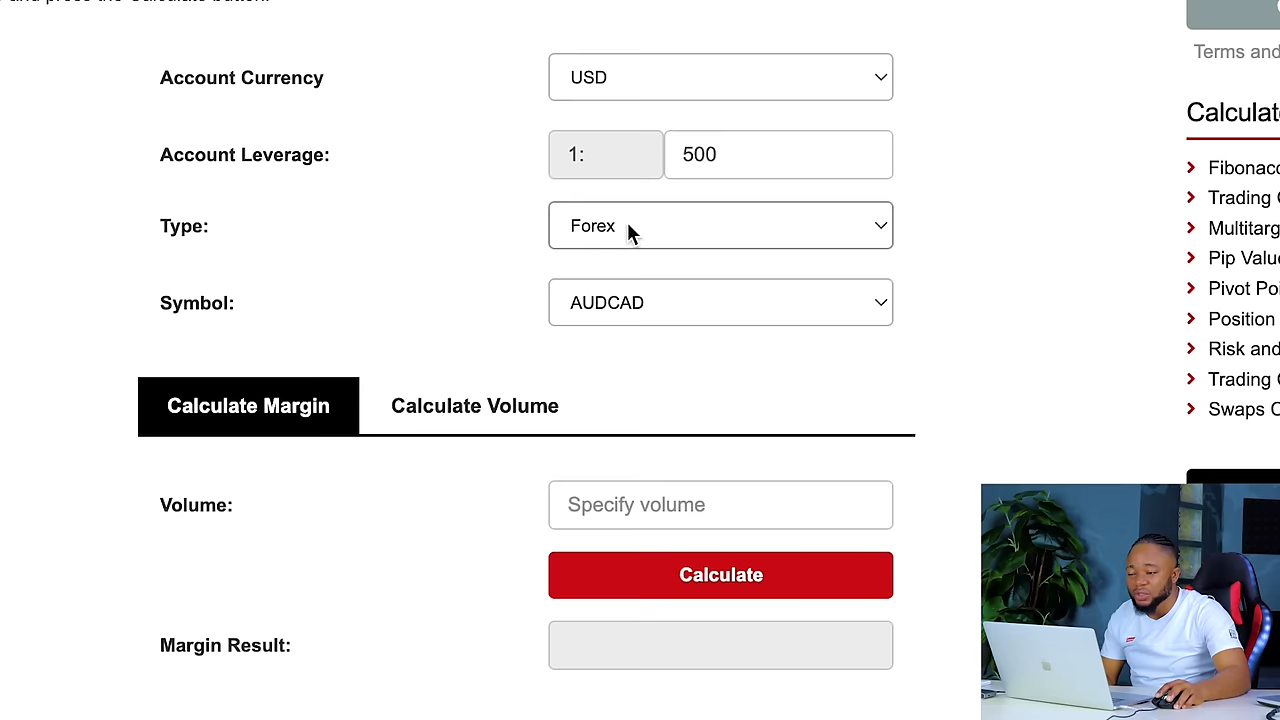 Account Currency
USD
Account Leverage:
1:
500
Type:
Forex
Symbol:
AUDCAD
Calculate Margin
Calculate Volume
Volume:
Specify volume
Calculate
Margin Result:
Terms and
Calculat
Fibonacc
Trading
Multitarg
Pip Valu
Pivot Poi
Position
Risk and
Trading
Swaps